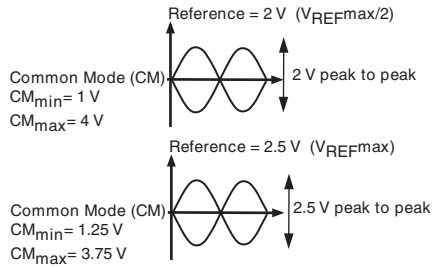 Reference = 2 V (VREFmax/2)
Common Mode (CM)
CMmin= 1 V
CMmax= 4 V
2 V peak to peak
Reference = 2.5 V (VREFmax)
Common Mode (CM)
CMmin= 1.25 V
CMmax= 3.75 V
2.5 V peak to peak